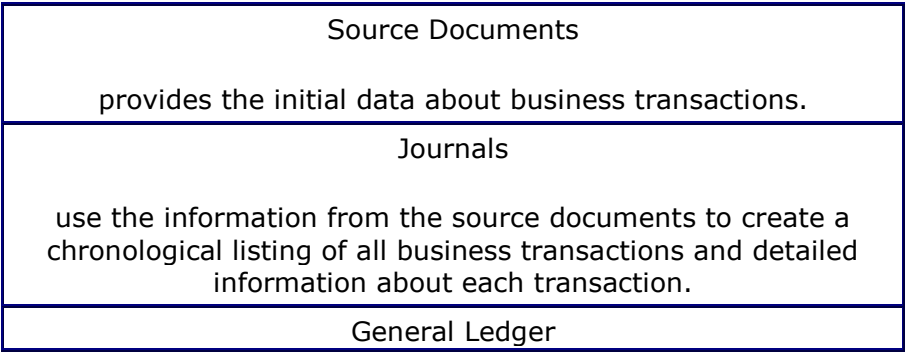 Source Documents
provides the initial data about business transactions.
Journals
use the information from the source documents to create a
chronological listing of all business transactions and detailed
information about each transaction.
General Ledger